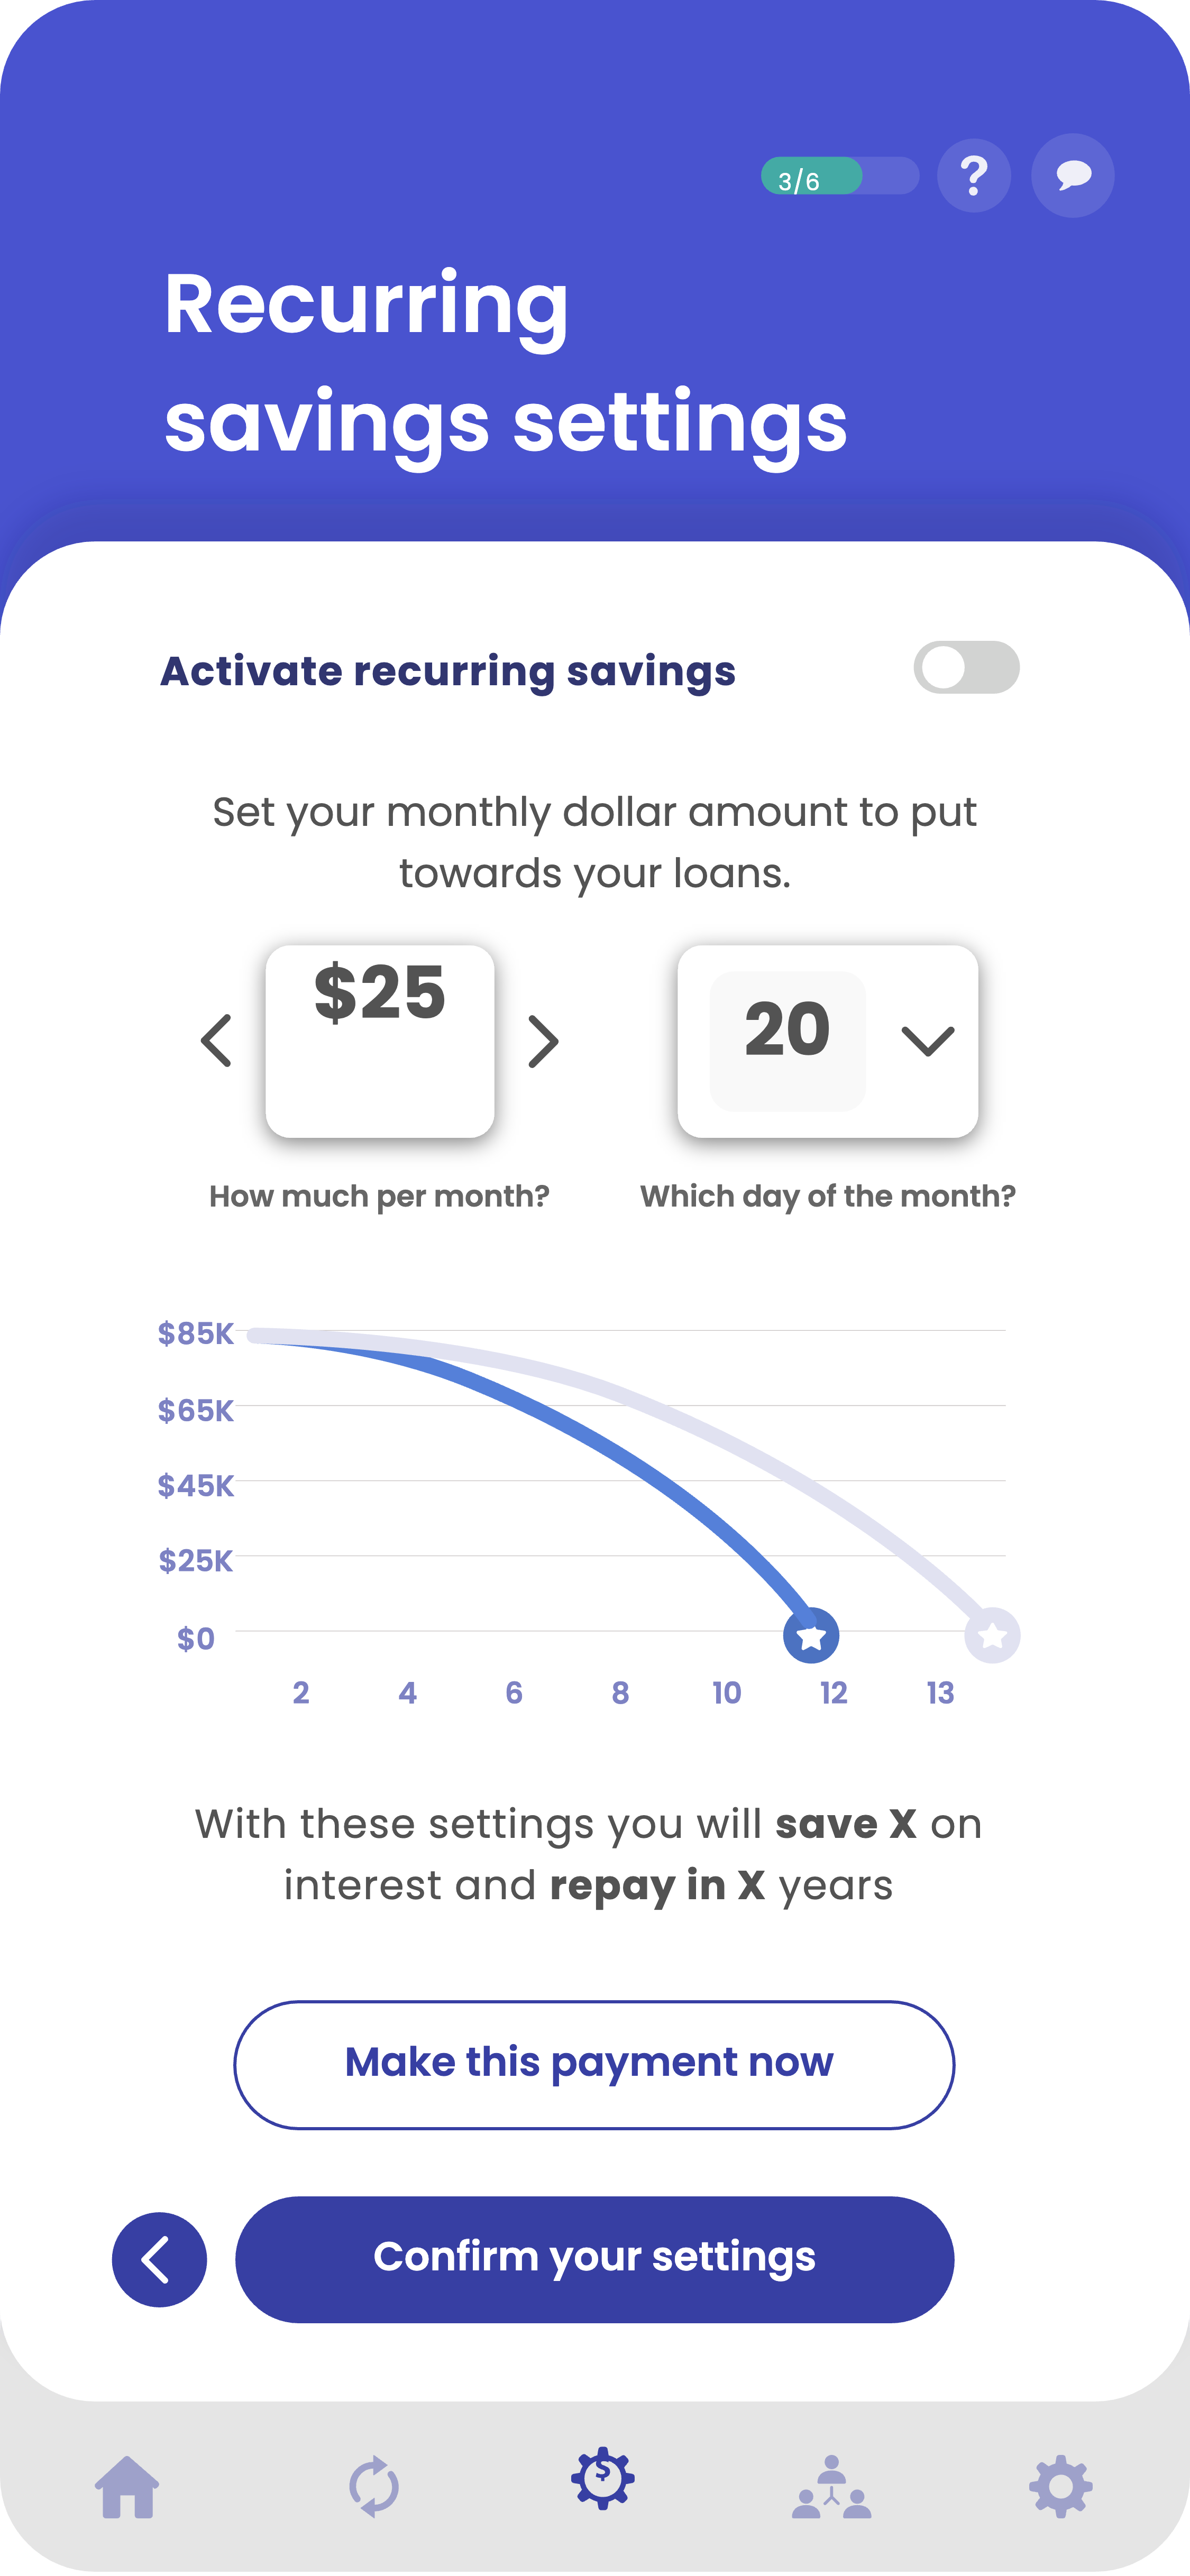 3/6
?
Recurring
savings settings
Activate recurring savings
Set your monthly dollar amount to put
towards your loans.
$25
20
How much per month?
Which day of the month?
$85K
$65K
$45K
$25K
$0
2 4 6 8 10 12 13
With these settings you will save X on
interest and repay in X years
Make this payment now
Confirm your settings
$